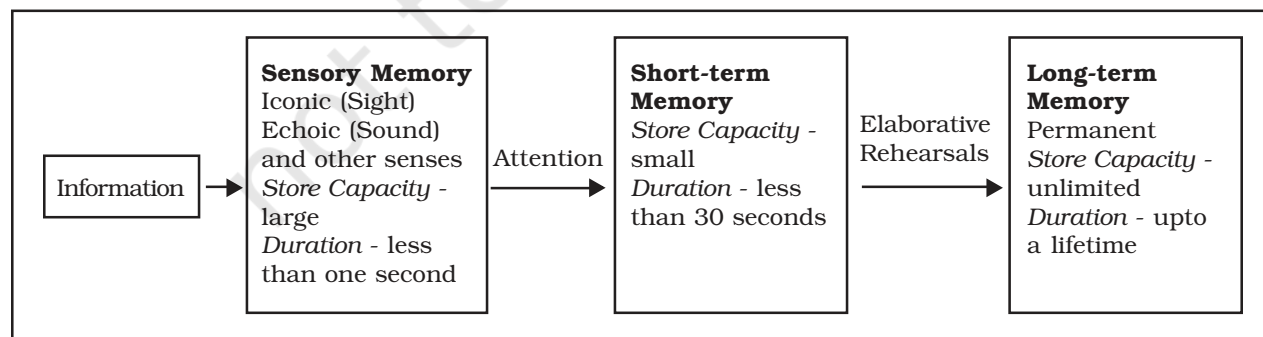 Information
Sensory Memory
Iconic (Sight)
Echoic (Sound)
and other senses
Store Capacity -
large
Duration - less
than one second
Attention
Short-term
Memory
Store Capacity -
small
Duration - less
than 30 seconds
Elaborative
Rehearsals
Long-term
Memory
Permanent
Store Capacity -
unlimited
Duration - upto
a lifetime
not